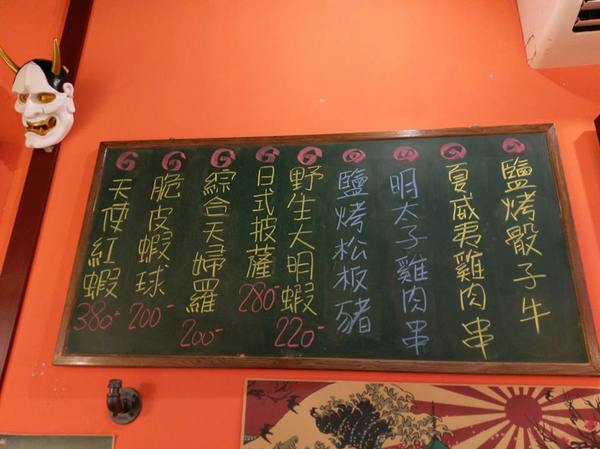 鹽烤骰子牛
夏威夷雞肉串
明太子雞肉串
鹽烤松板豬
野生大明蝦 220-
日式披薩 280-
綜合天婦羅 200-
脆皮蝦球 200-
天使紅蝦 380-